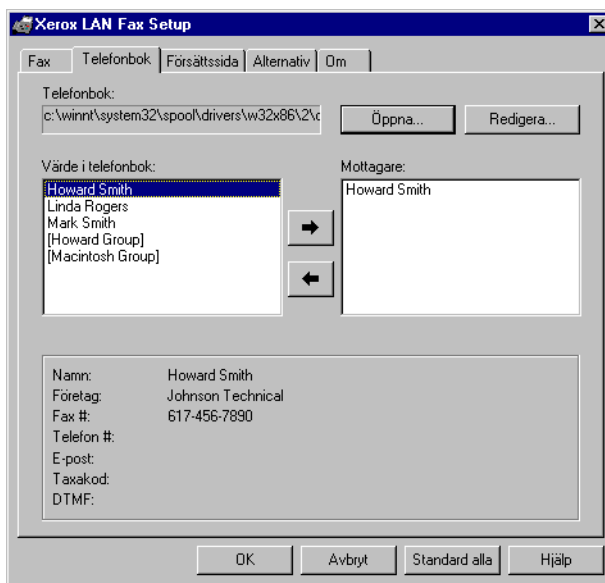 Xerox LAN Fax Setup
Fax Telefonbok Försättssida Alternativ Om
Telefonbok:
c:\winnt\system32\spool\drivers\w32x86\2\c
Öppna... Redigera...
Värde i telefonbok: Mottagare:
Howard Smith Howard Smith
Linda Rogers
Mark Smith
[Howard Group]
[Macintosh Group]
Namn: Howard Smith
Företag: Johnson Technical
Fax #: 617-456-7890
Telefon #:
E-post:
Taxakod:
DTMF:
OK Avbryt Standard alla Hjälp